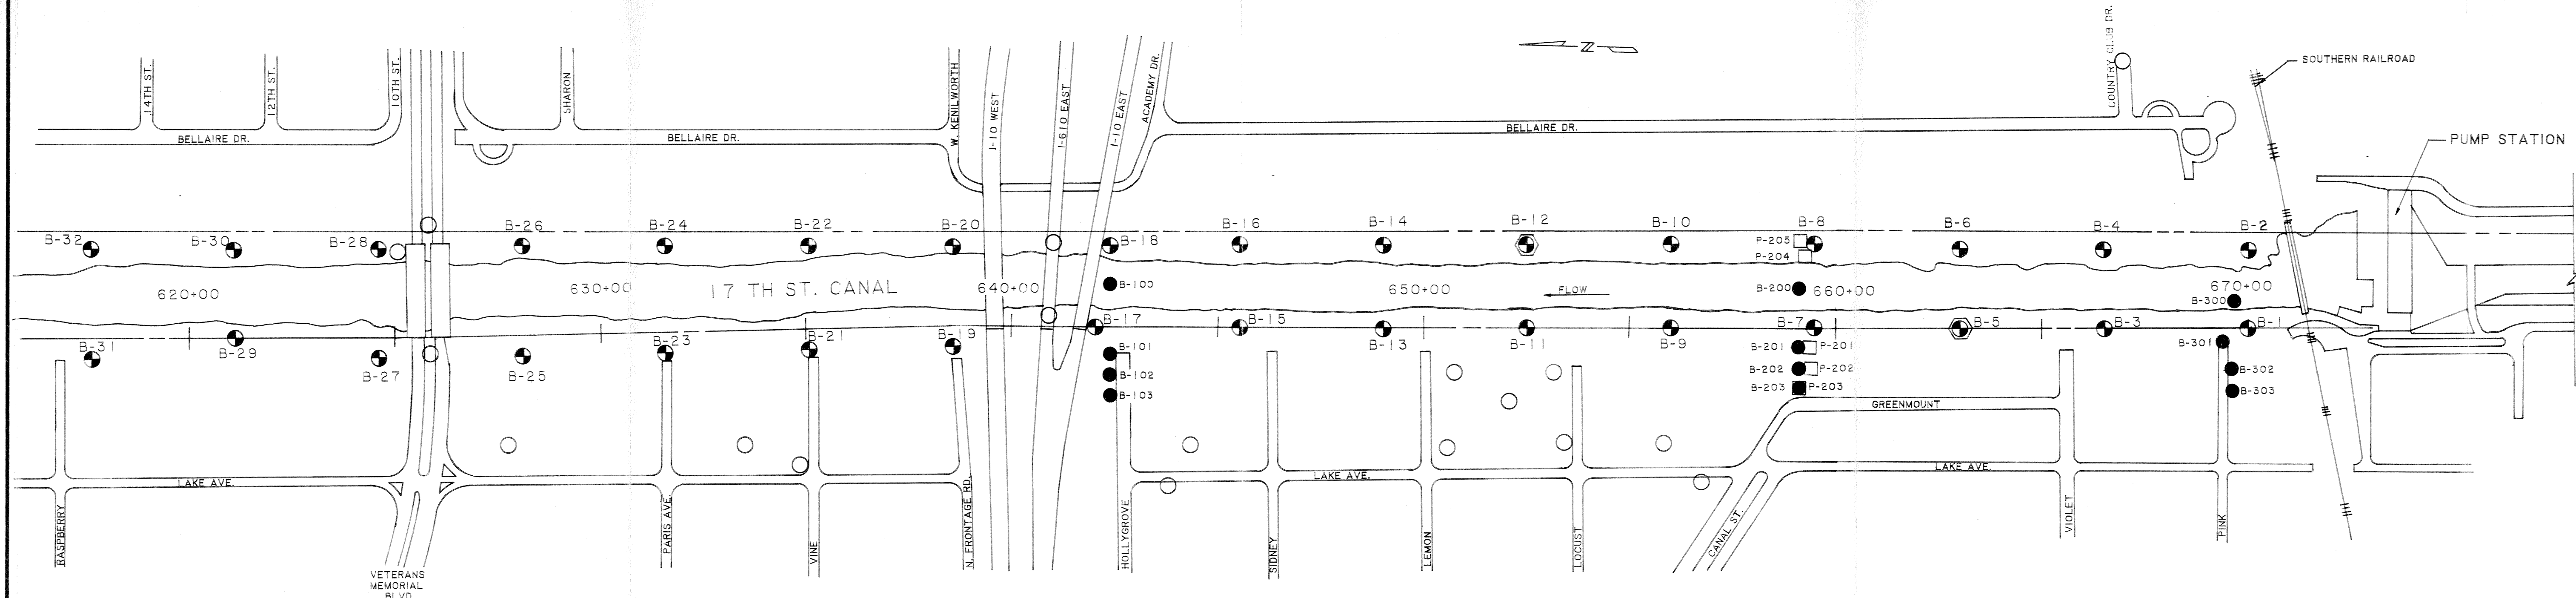 COUNTRY CLUB DR.
SOUTHERN RAILROAD
14TH ST.
12TH ST.
10TH ST.
SHARON
W. KENILWORTH
I-10 WEST
I-610 EAST
I-10 EAST
ACADEMY DR.
N
BELLAIRE DR.
BELLAIRE DR.
BELLAIRE DR.
PUMP STATION
B-32
B-30
B-28
B-26
B-24
B-22
B-20
B-18
B-16
B-14
B-12
B-10
B-8
B-6
B-4
B-2
P-205
P-204
620+00
630+00
17 TH ST. CANAL
640+00
B-100
650+00
FLOW
B-200
660+00
670+00
B-300
B-31
B-29
B-27
B-25
B-23
B-21
B-19
B-17
B-15
B-13
B-11
B-9
B-7
B-5
B-3
B-1
B-101
B-102
B-103
B-201
P-201
B-202
P-202
B-203
P-203
B-301
B-302
B-303
GREENMOUNT
LAKE AVE.
LAKE AVE.
LAKE AVE.
RASPBERRY
VETERANS
MEMORIAL
BLVD
PARIS AVE.
VINE
N. FRONTAGE RD.
HOLLYGROVE
SIDNEY
LEMON
LOCUST
CANAL ST.
VIOLET
PINK